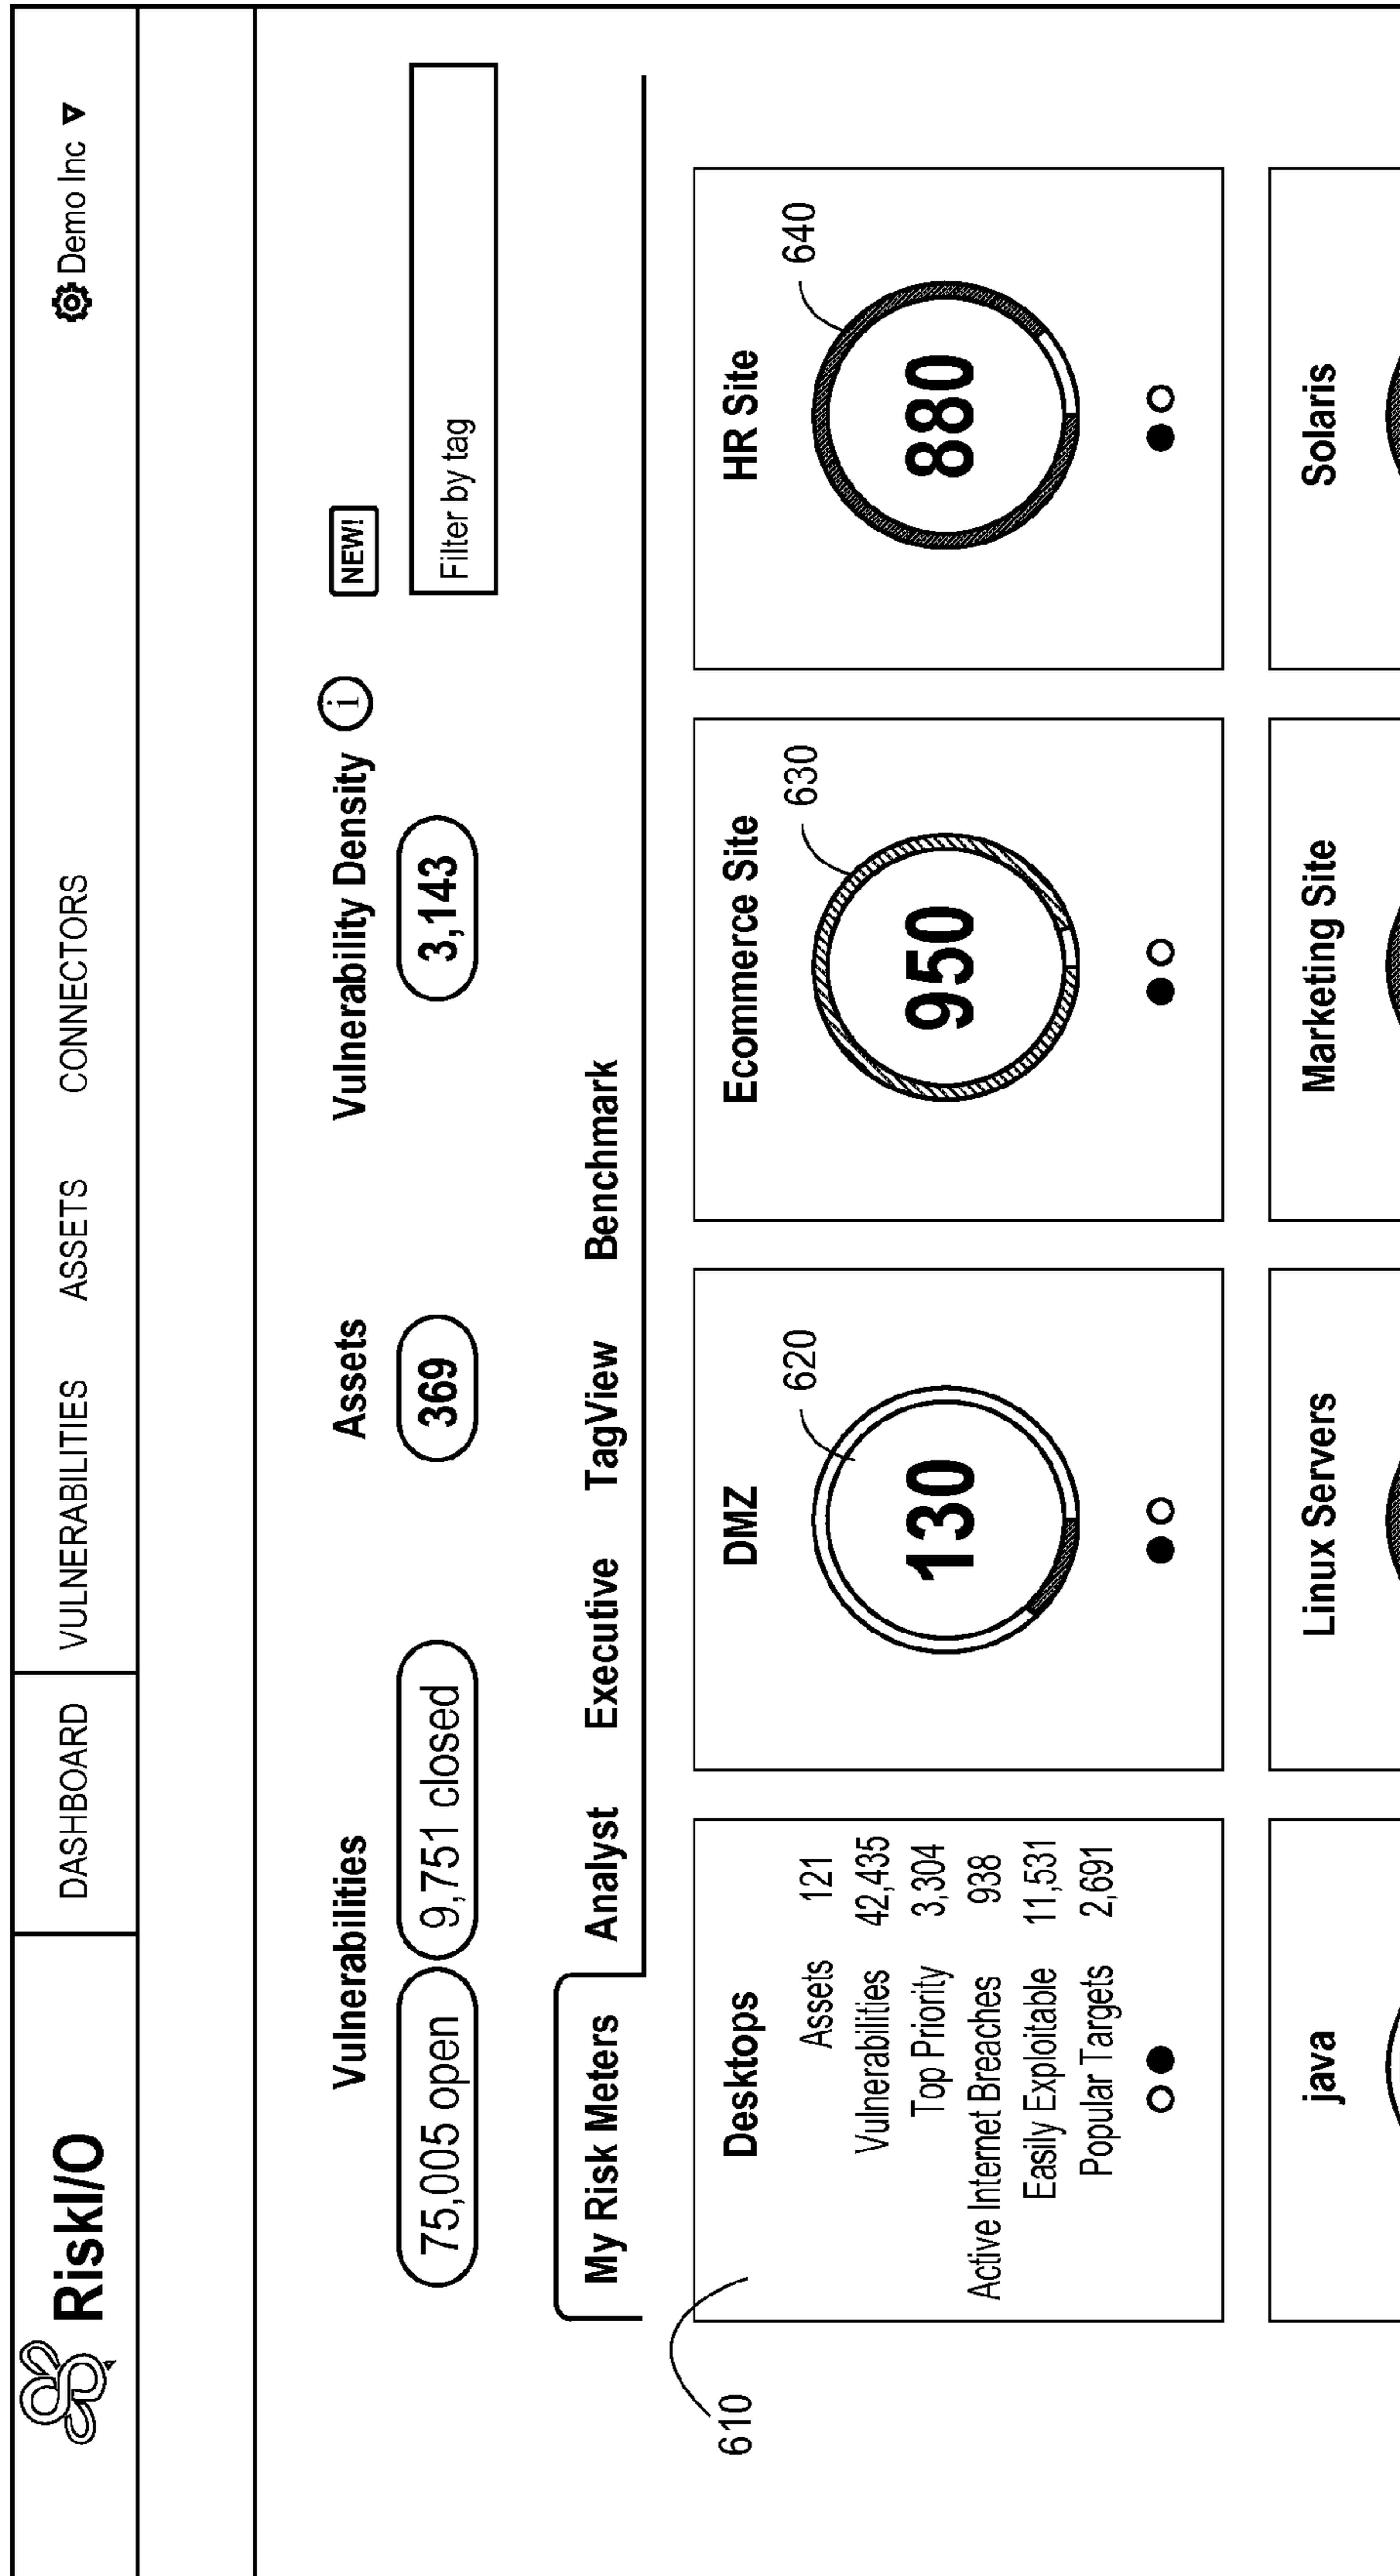 RiskI/O DASHBOARD VULNERABILITIES ASSETS CONNECTORS Demo Inc
Vulnerabilities Assets Vulnerability Density i NEW!
75,005 open 9,751 closed 369 3,143 Filter by tag
My Risk Meters Analyst Executive TagView Benchmark
610
Desktops
Assets 121
Vulnerabilities 42,435
Top Priority 3,304
Active Internet Breaches 938
Easily Exploitable 11,531
Popular Targets 2,691
DMZ
620
130
Ecommerce Site
630
950
HR Site
640
880
java
Linux Servers
Marketing Site
Solaris